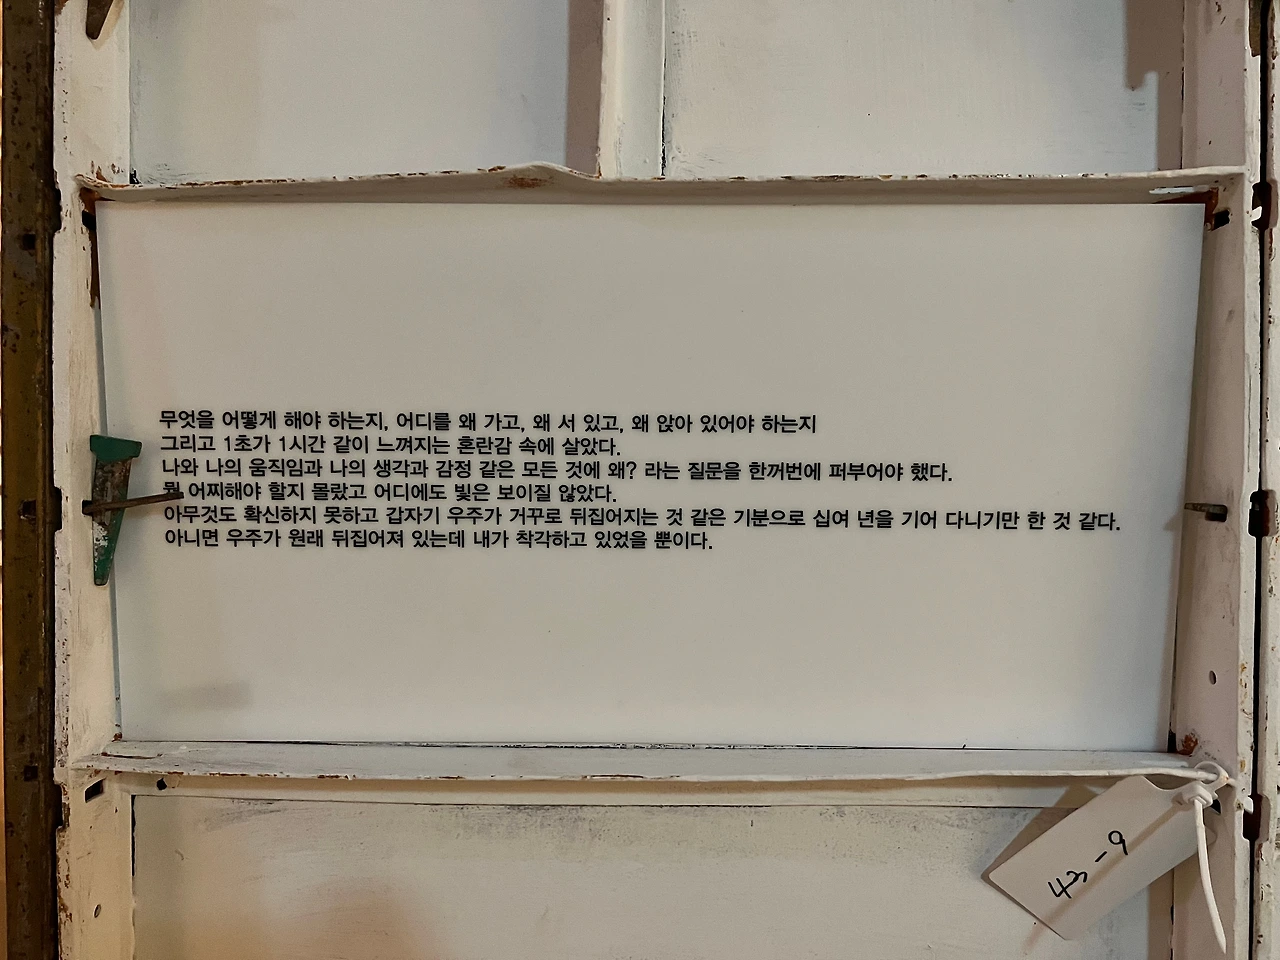 무엇을 어떻게 해야 하는지, 어디를 왜 가고, 왜 서 있고, 왜 앉아 있어야 하는지
그리고 1초가 1시간 같이 느껴지는 혼란감 속에 살았다.
나와 나의 움직임과 나의 생각과 감정 같은 모든 것에 왜? 라는 질문을 한꺼번에 퍼부어야 했다.
뭘 어찌해야 할지 몰랐고 어디에도 빛은 보이질 않았다.
아무것도 확신하지 못하고 갑자기 우주가 거꾸로 뒤집어지는 것 같은 기분으로 십여 년을 기어 다니기만 한 것 같다.
아니면 우주가 원래 뒤집어져 있는데 내가 착각하고 있었을 뿐이다.
43-9